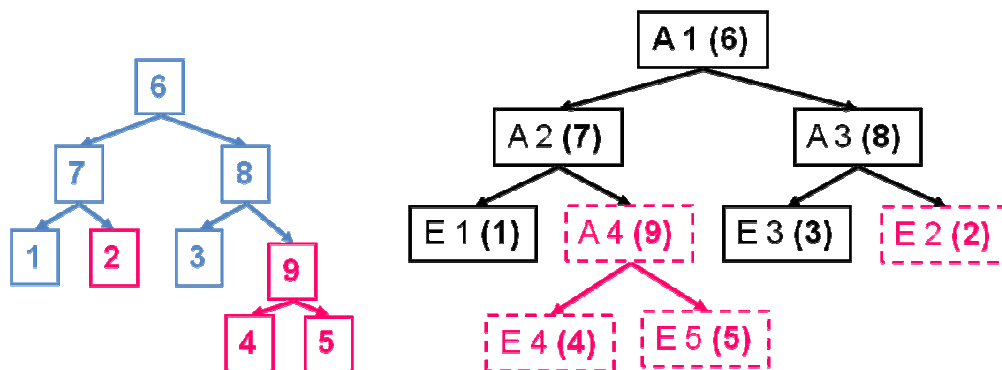 6
7
8
1
2
3
9
4
5
A 1 (6)
A 2 (7)
A 3 (8)
E 1 (1)
A 4 (9)
E 3 (3)
E 2 (2)
E 4 (4)
E 5 (5)